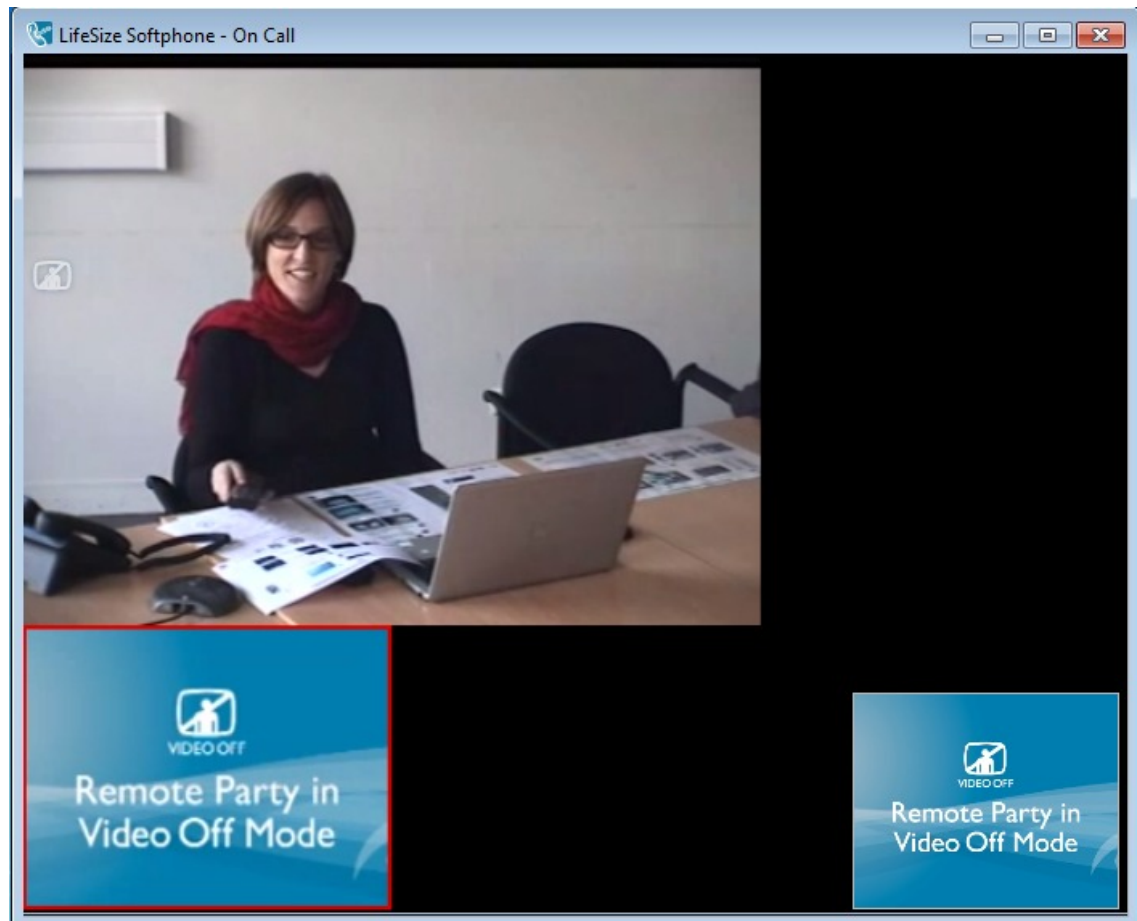 LifeSize Softphone - On Call
VIDEO OFF
Remote Party in
Video Off Mode
VIDEO OFF
Remote Party in
Video Off Mode